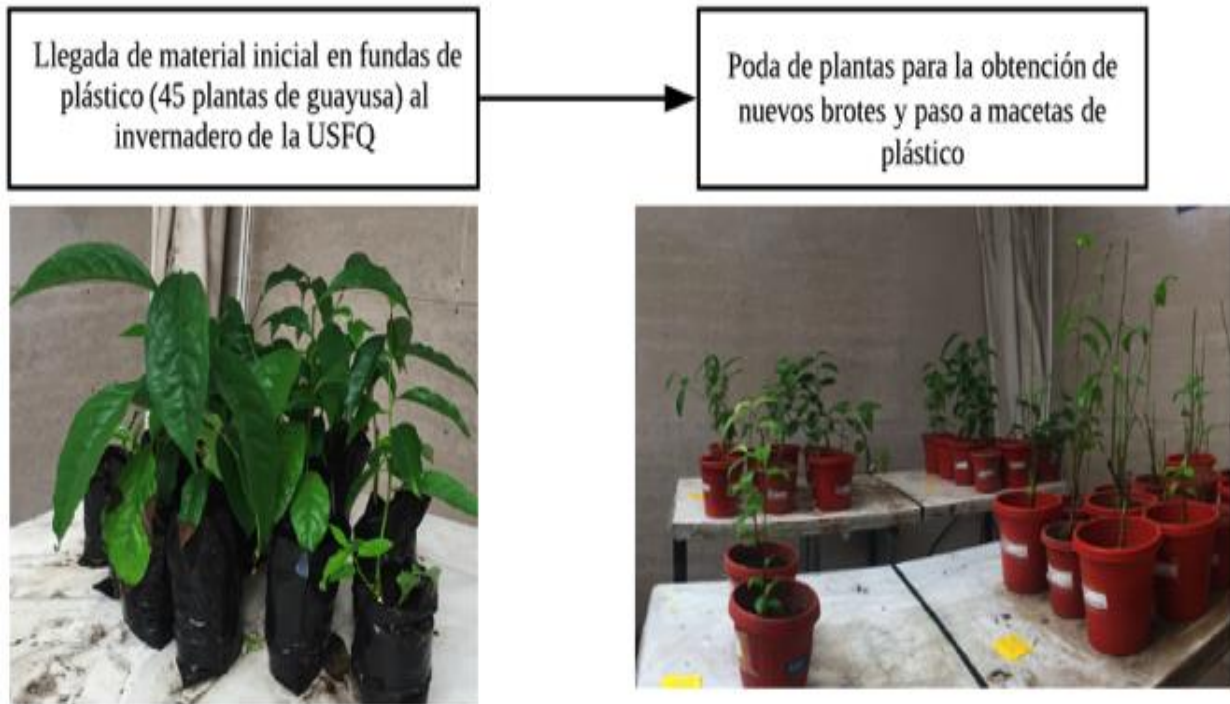 Llegada de material inicial en fundas de
plástico (45 plantas de guayusa) al
invernadero de la USFQ
Poda de plantas para la obtención de
nuevos brotes y paso a macetas de
plástico